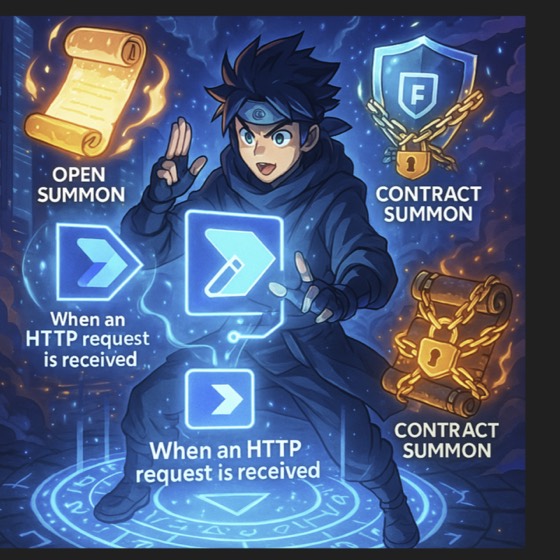 OPEN
SUMMON
F
CONTRACT
SUMMON
When an
HTTP request
is received
CONTRACT
SUMMON
When an HTTP
request is received